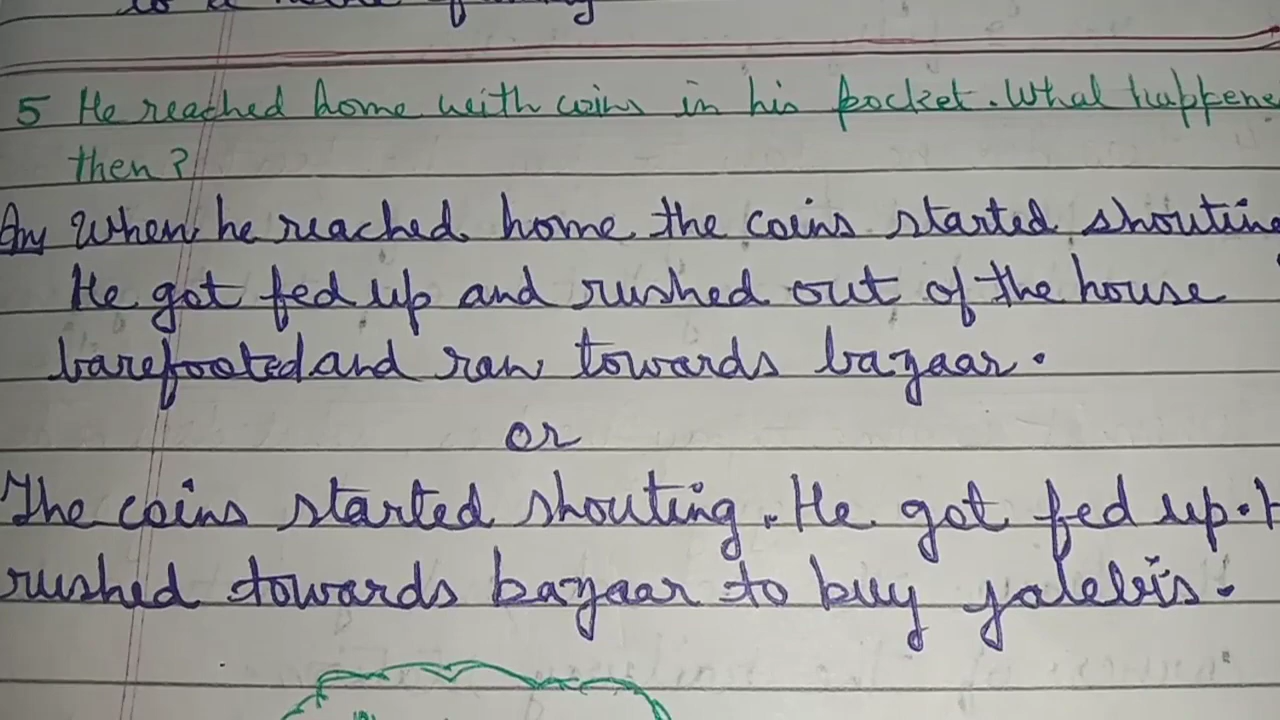 5 He reached home with coins in his pocket. What happene
then?
Ans When he reached home the coins started shouting
He got fed up and rushed out of the house
barefooted and ran towards bazaar.
or
The coins started shouting. He got fed up. H
rushed towards bazaar to buy jalebis.